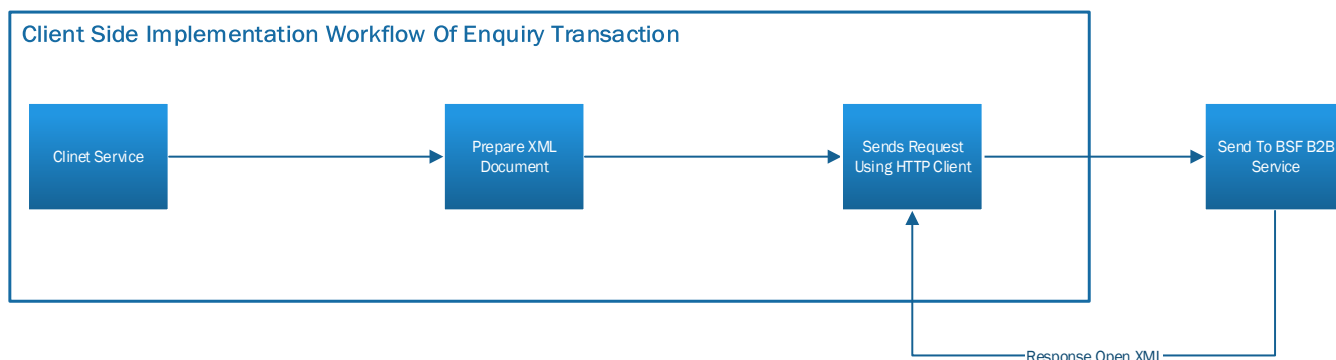 Client Side Implementation Workflow Of Enquiry Transaction
Clinet Service
Prepare XML
Document
Sends Request
Using HTTP Client
Send To BSF B2B
Service
Response Open XML